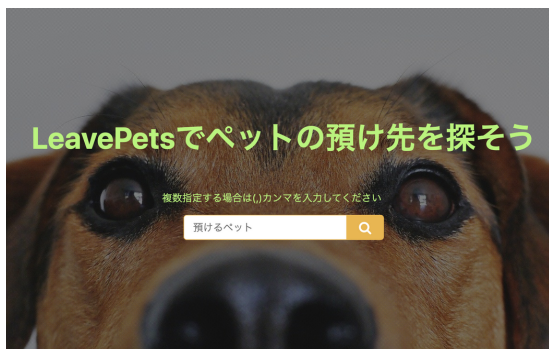 LeavePetsでペットの預け先を探そう
複数指定する場合は(,)カンマを入力してください
預けるペット